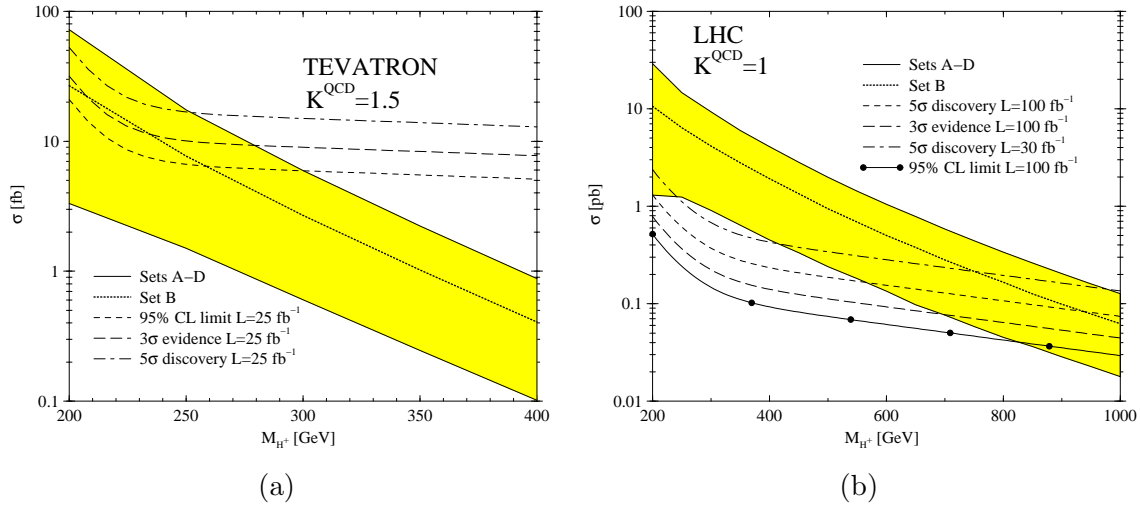 100
10
1
0.1
σ [fb]
200
250
300
350
400
M_H⁺ [GeV]
TEVATRON
K^QCD=1.5
Sets A−D
Set B
95% CL limit L=25 fb⁻¹
3σ evidence L=25 fb⁻¹
5σ discovery L=25 fb⁻¹
(a)
100
10
1
0.1
0.01
σ [pb]
200
400
600
800
1000
M_H⁺ [GeV]
LHC
K^QCD=1
Sets A−D
Set B
5σ discovery L=100 fb⁻¹
3σ evidence L=100 fb⁻¹
5σ discovery L=30 fb⁻¹
95% CL limit L=100 fb⁻¹
(b)